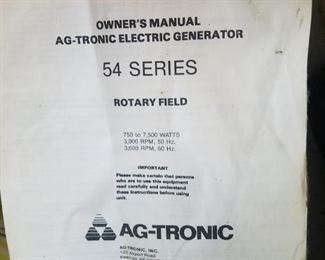 OWNER'S MANUAL
AG-TRONIC ELECTRIC GENERATOR
54 SERIES
ROTARY FIELD
750 to 7,500 WATTS
3,000 RPM, 50 Hz.
3,600 RPM, 60 Hz.
IMPORTANT
Please make certain that persons
who are to use this equipment
read carefully and understand
these instructions before using
unit.
AG-TRONIC
AG-TRONIC, INC.
Airport Road